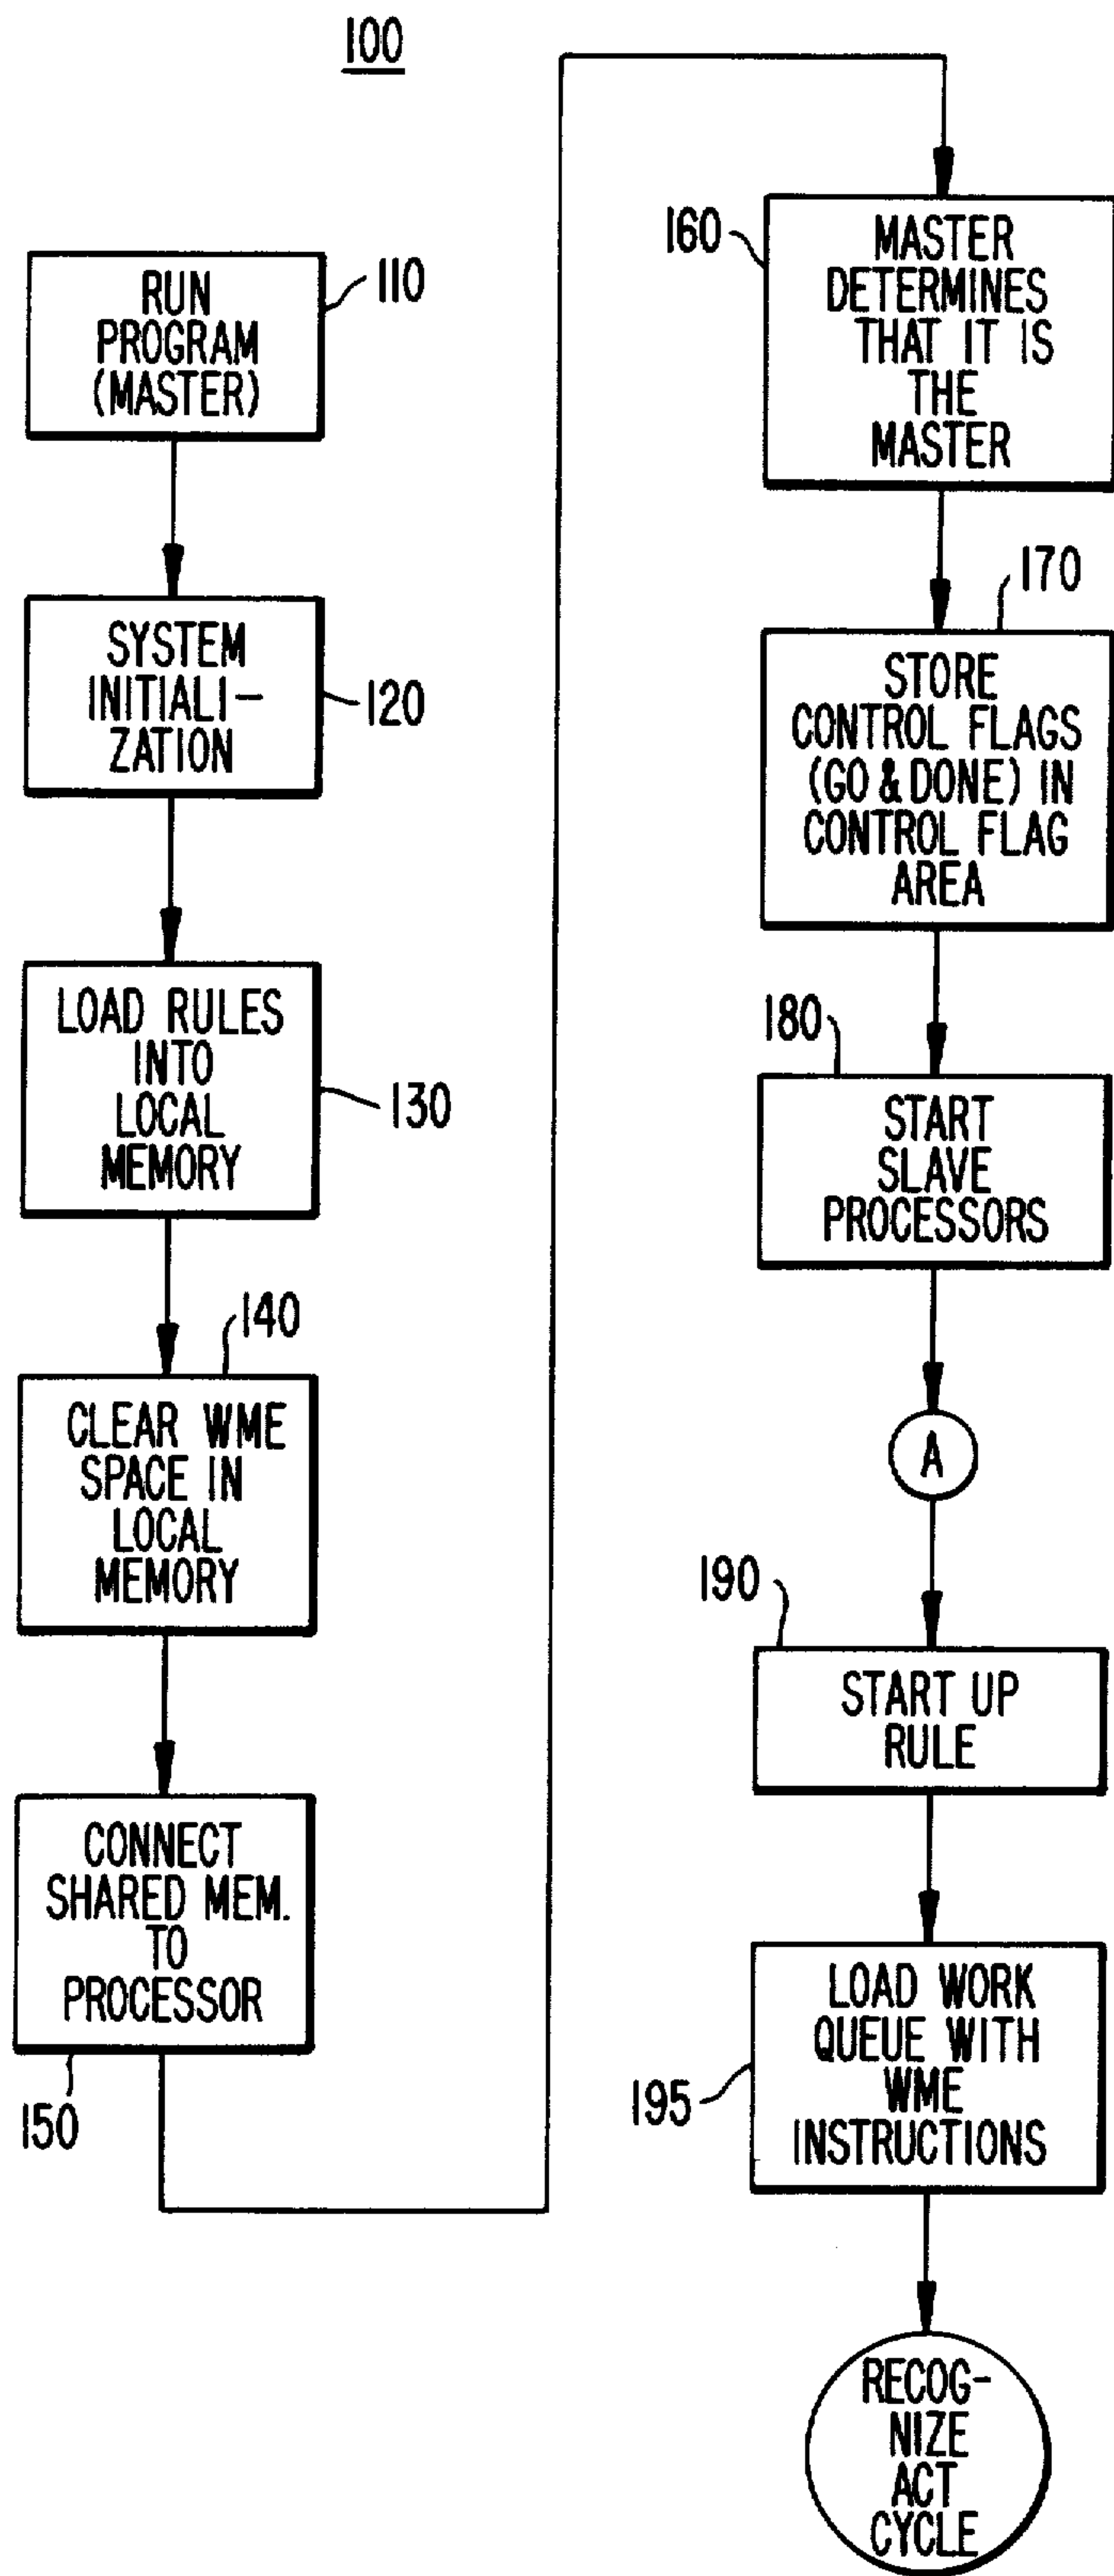 100
RUN
PROGRAM
(MASTER)
110
SYSTEM
INITIALI-
ZATION
120
LOAD RULES
INTO
LOCAL
MEMORY
130
140
CLEAR WME
SPACE IN
LOCAL
MEMORY
CONNECT
SHARED MEM.
TO
PROCESSOR
150
160
MASTER
DETERMINES
THAT IT IS
THE
MASTER
170
STORE
CONTROL FLAGS
(GO & DONE) IN
CONTROL FLAG
AREA
180
START
SLAVE
PROCESSORS
A
190
START UP
RULE
LOAD WORK
QUEUE WITH
WME
INSTRUCTIONS
195
RECOG-
NIZE
ACT
CYCLE